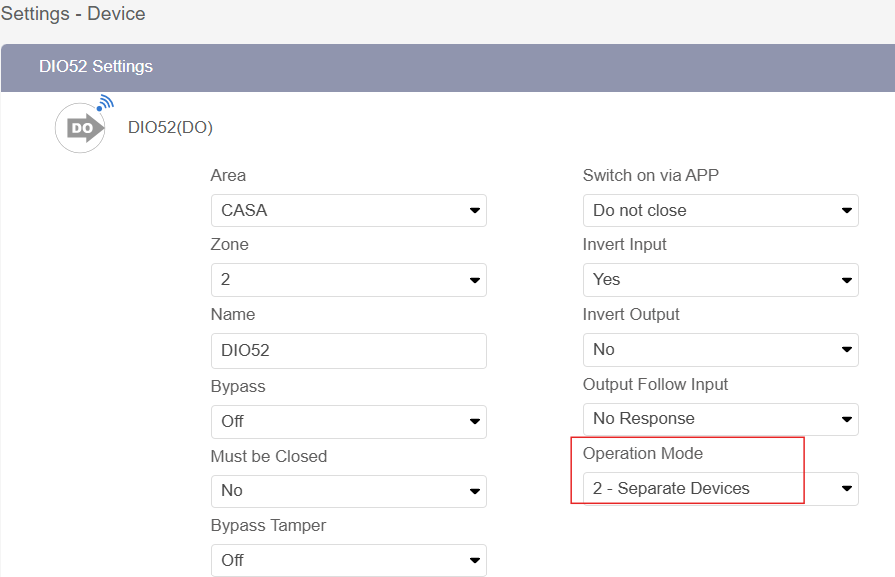 Settings - Device
DIO52 Settings
DO
DIO52(DO)
Area
CASA
Zone
2
Name
DIO52
Bypass
Off
Must be Closed
No
Bypass Tamper
Off
Switch on via APP
Do not close
Invert Input
Yes
Invert Output
No
Output Follow Input
No Response
Operation Mode
2 - Separate Devices